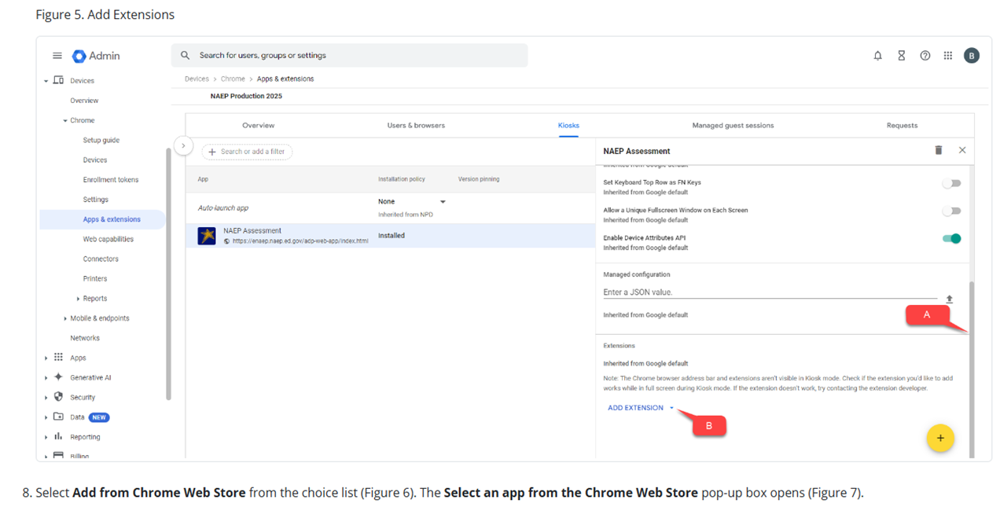 Figure 5. Add Extensions
Admin
Search for users, groups or settings
B
Devices
Overview
Chrome
Setup guide
Devices
Enrollment tokens
Settings
Apps & extensions
Web capabilities
Connectors
Printers
Reports
Mobile & endpoints
Networks
Apps
Generative AI
Security
Data NEW
Reporting
Billing
Devices > Chrome > Apps & extensions
NAEP Production 2025
Overview Users & browsers Kiosks Managed guest sessions Requests
+ Search or add a filter
App Installation policy Version pinning
Auto-launch app
None
Inherited from NPD
NAEP Assessment
https://enaep.naep.ed.gov/adp-web-app/index.html
Installed
NAEP Assessment
Inherited from Google default
Set Keyboard Top Row as FN Keys
Inherited from Google default
Allow a Unique Fullscreen Window on Each Screen
Inherited from Google default
Enable Device Attributes API
Inherited from Google default
Managed configuration
Enter a JSON value.
Inherited from Google default
A
Extensions
Inherited from Google default
Note: The Chrome browser address bar and extensions aren't visible in Kiosk mode. Check if the extension you'd like to add
works while in full screen during Kiosk mode. If the extension doesn't work, try contacting the extension developer.
ADD EXTENSION
B
+
8. Select Add from Chrome Web Store from the choice list (Figure 6). The Select an app from the Chrome Web Store pop-up box opens (Figure 7).